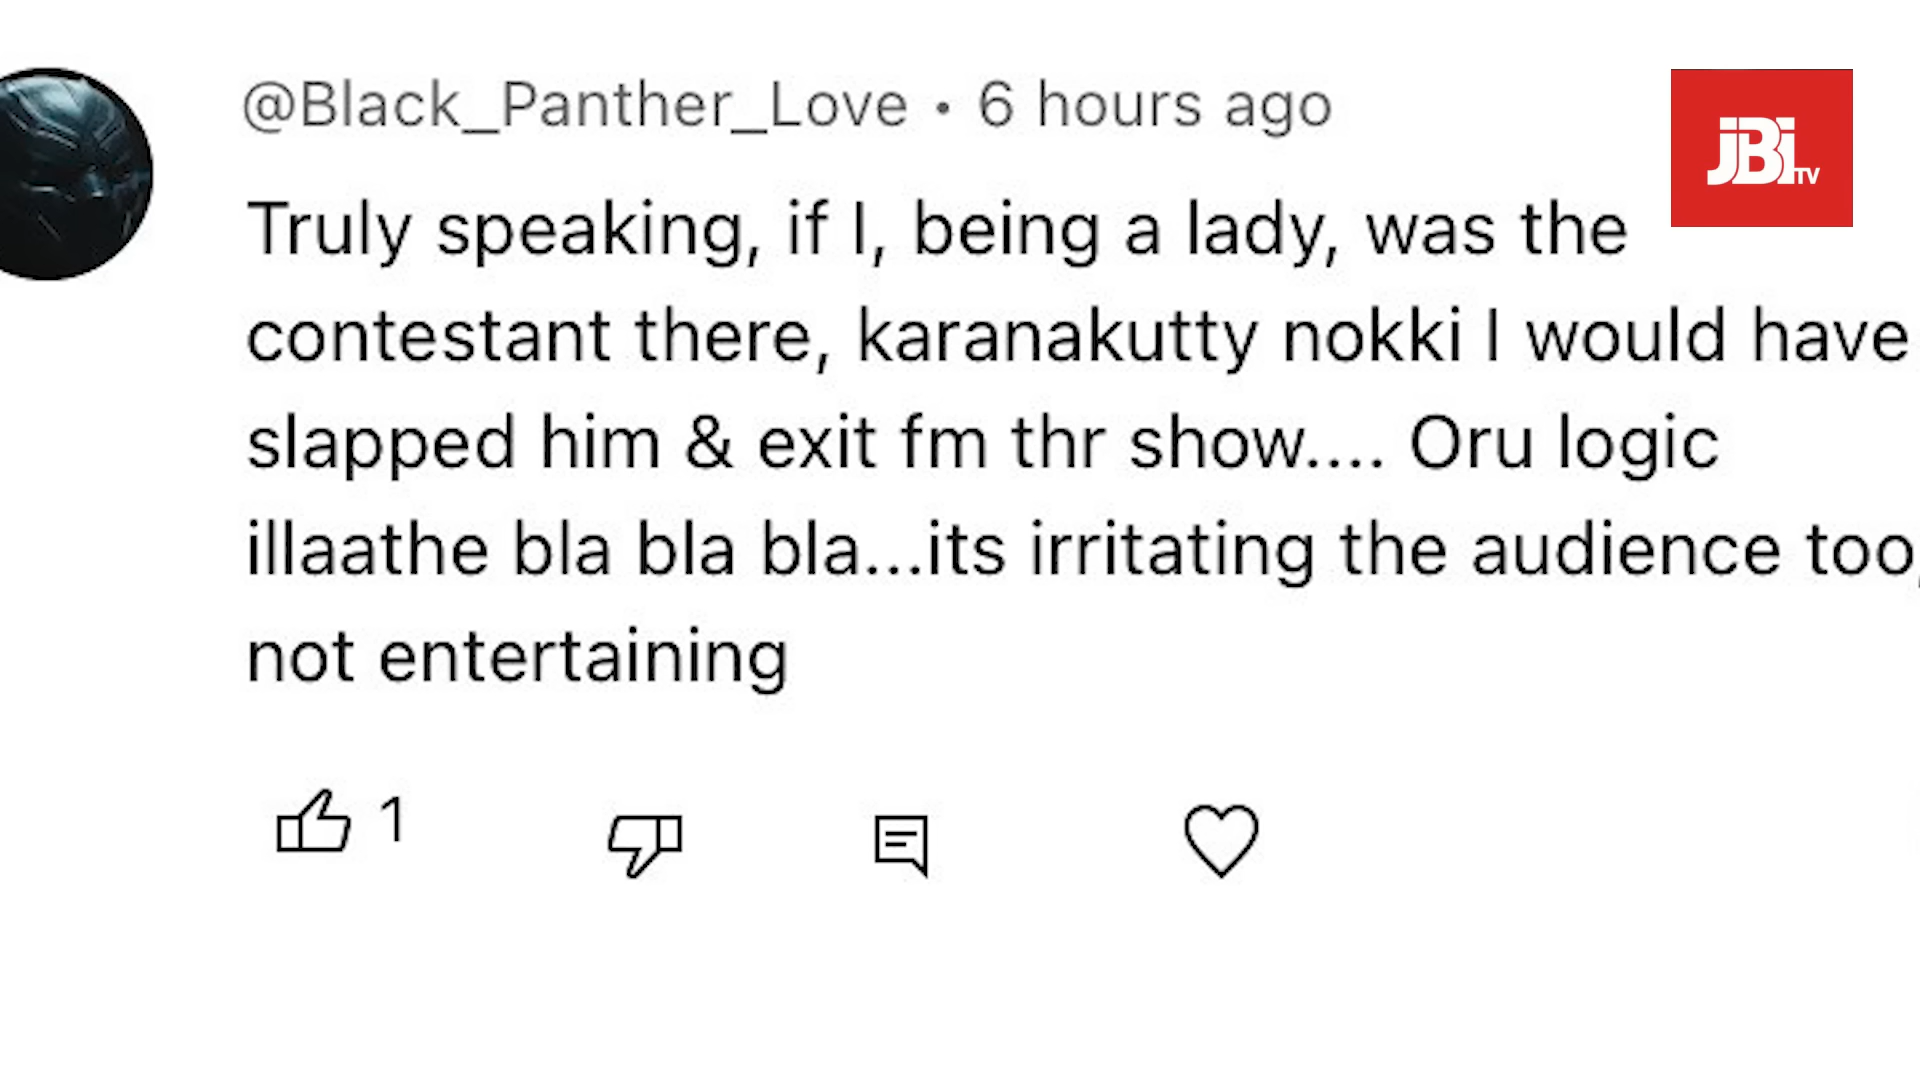 @Black_Panther_Love • 6 hours ago
JBi TV
Truly speaking, if I, being a lady, was the
contestant there, karanakutty nokki I would have
slapped him & exit fm thr show.... Oru logic
illaathe bla bla bla...its irritating the audience too,
not entertaining
1